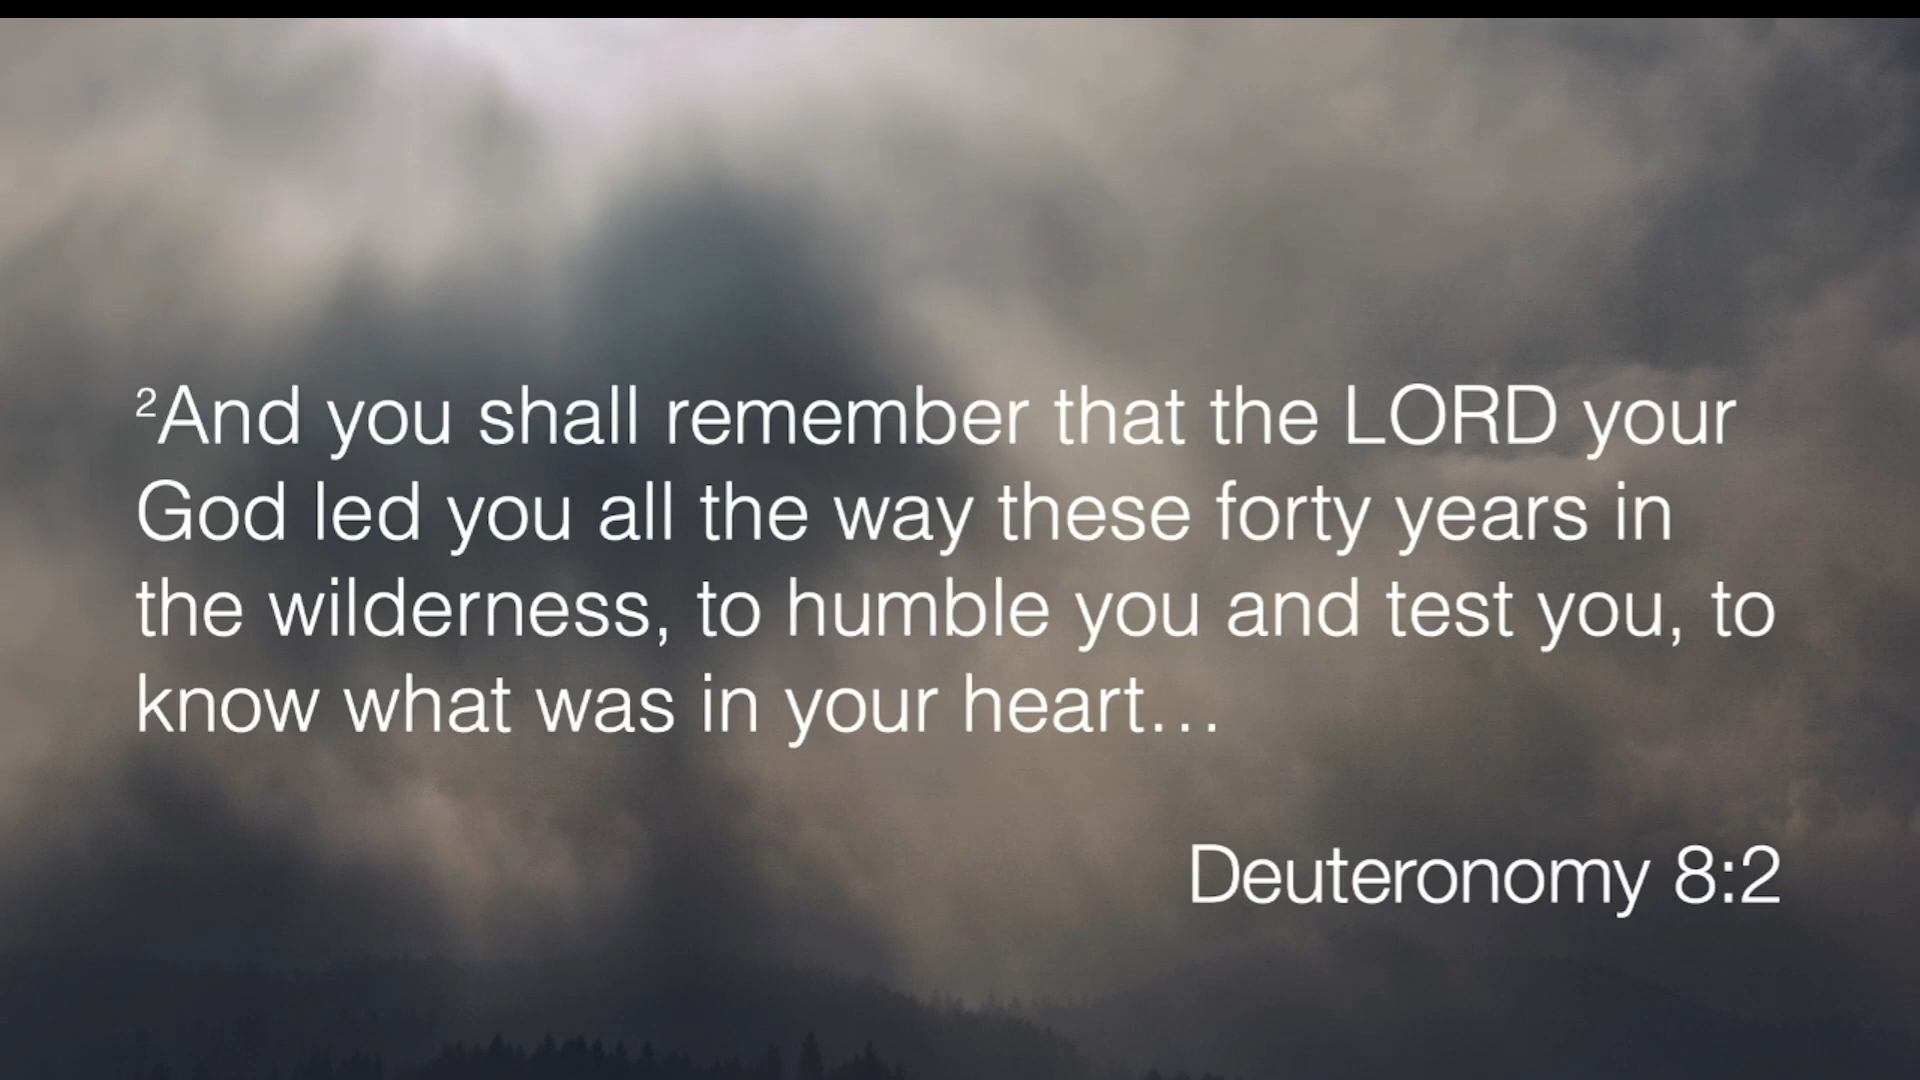 ²And you shall remember that the LORD your
God led you all the way these forty years in
the wilderness, to humble you and test you, to
know what was in your heart…
Deuteronomy 8:2